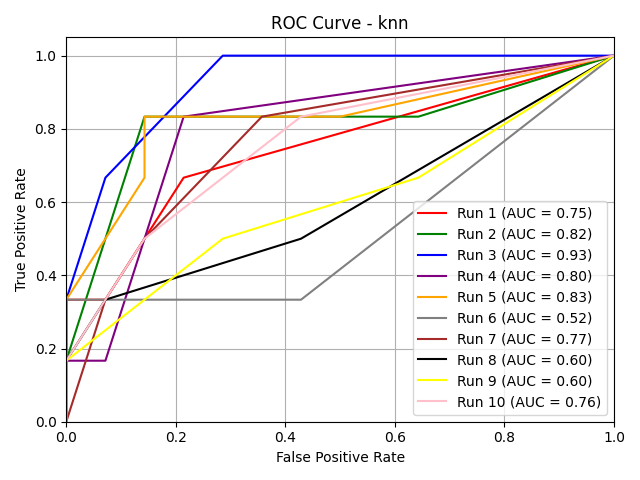 ROC Curve - knn
True Positive Rate
1.0
0.8
0.6
0.4
0.2
0.0
0.0 0.2 0.4 0.6 0.8 1.0
False Positive Rate
Run 1 (AUC = 0.75)
Run 2 (AUC = 0.82)
Run 3 (AUC = 0.93)
Run 4 (AUC = 0.80)
Run 5 (AUC = 0.83)
Run 6 (AUC = 0.52)
Run 7 (AUC = 0.77)
Run 8 (AUC = 0.60)
Run 9 (AUC = 0.60)
Run 10 (AUC = 0.76)